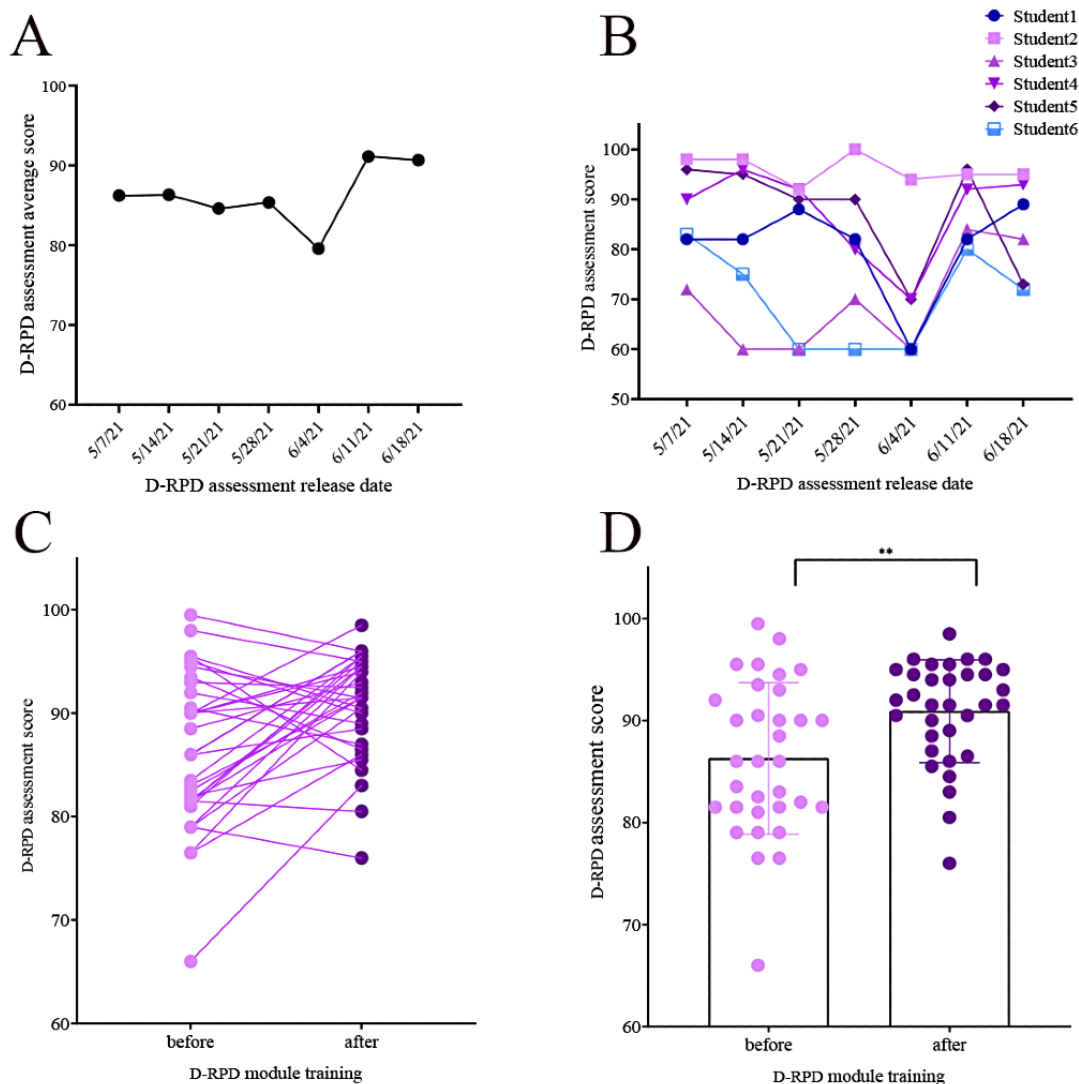 A
D-RPD assessment average score
100
90
80
70
60
5/7/21
5/14/21
5/21/21
5/28/21
6/4/21
6/11/21
6/18/21
D-RPD assessment release date
B
Student1
Student2
Student3
Student4
Student5
Student6
D-RPD assessment score
100
90
80
70
60
50
5/7/21
5/14/21
5/21/21
5/28/21
6/4/21
6/11/21
6/18/21
D-RPD assessment release date
C
D-RPD assessment score
100
90
80
70
60
before
after
D-RPD module training
D
**
D-RPD assessment score
100
90
80
70
60
before
after
D-RPD module training